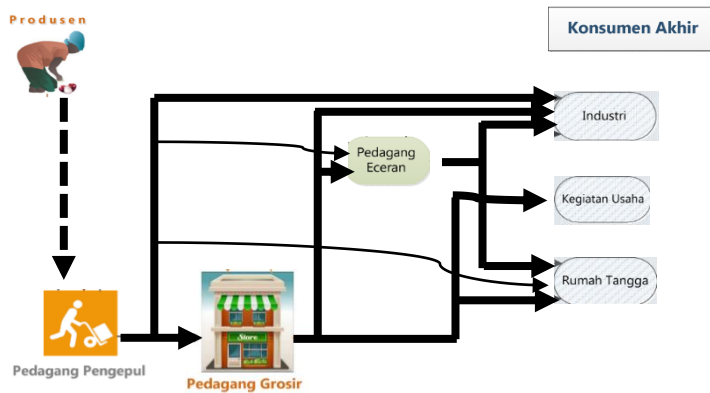 Produsen
Konsumen Akhir
Industri
Pedagang
Eceran
Kegiatan Usaha
Rumah Tangga
Store
Pedagang Pengepul
Pedagang Grosir